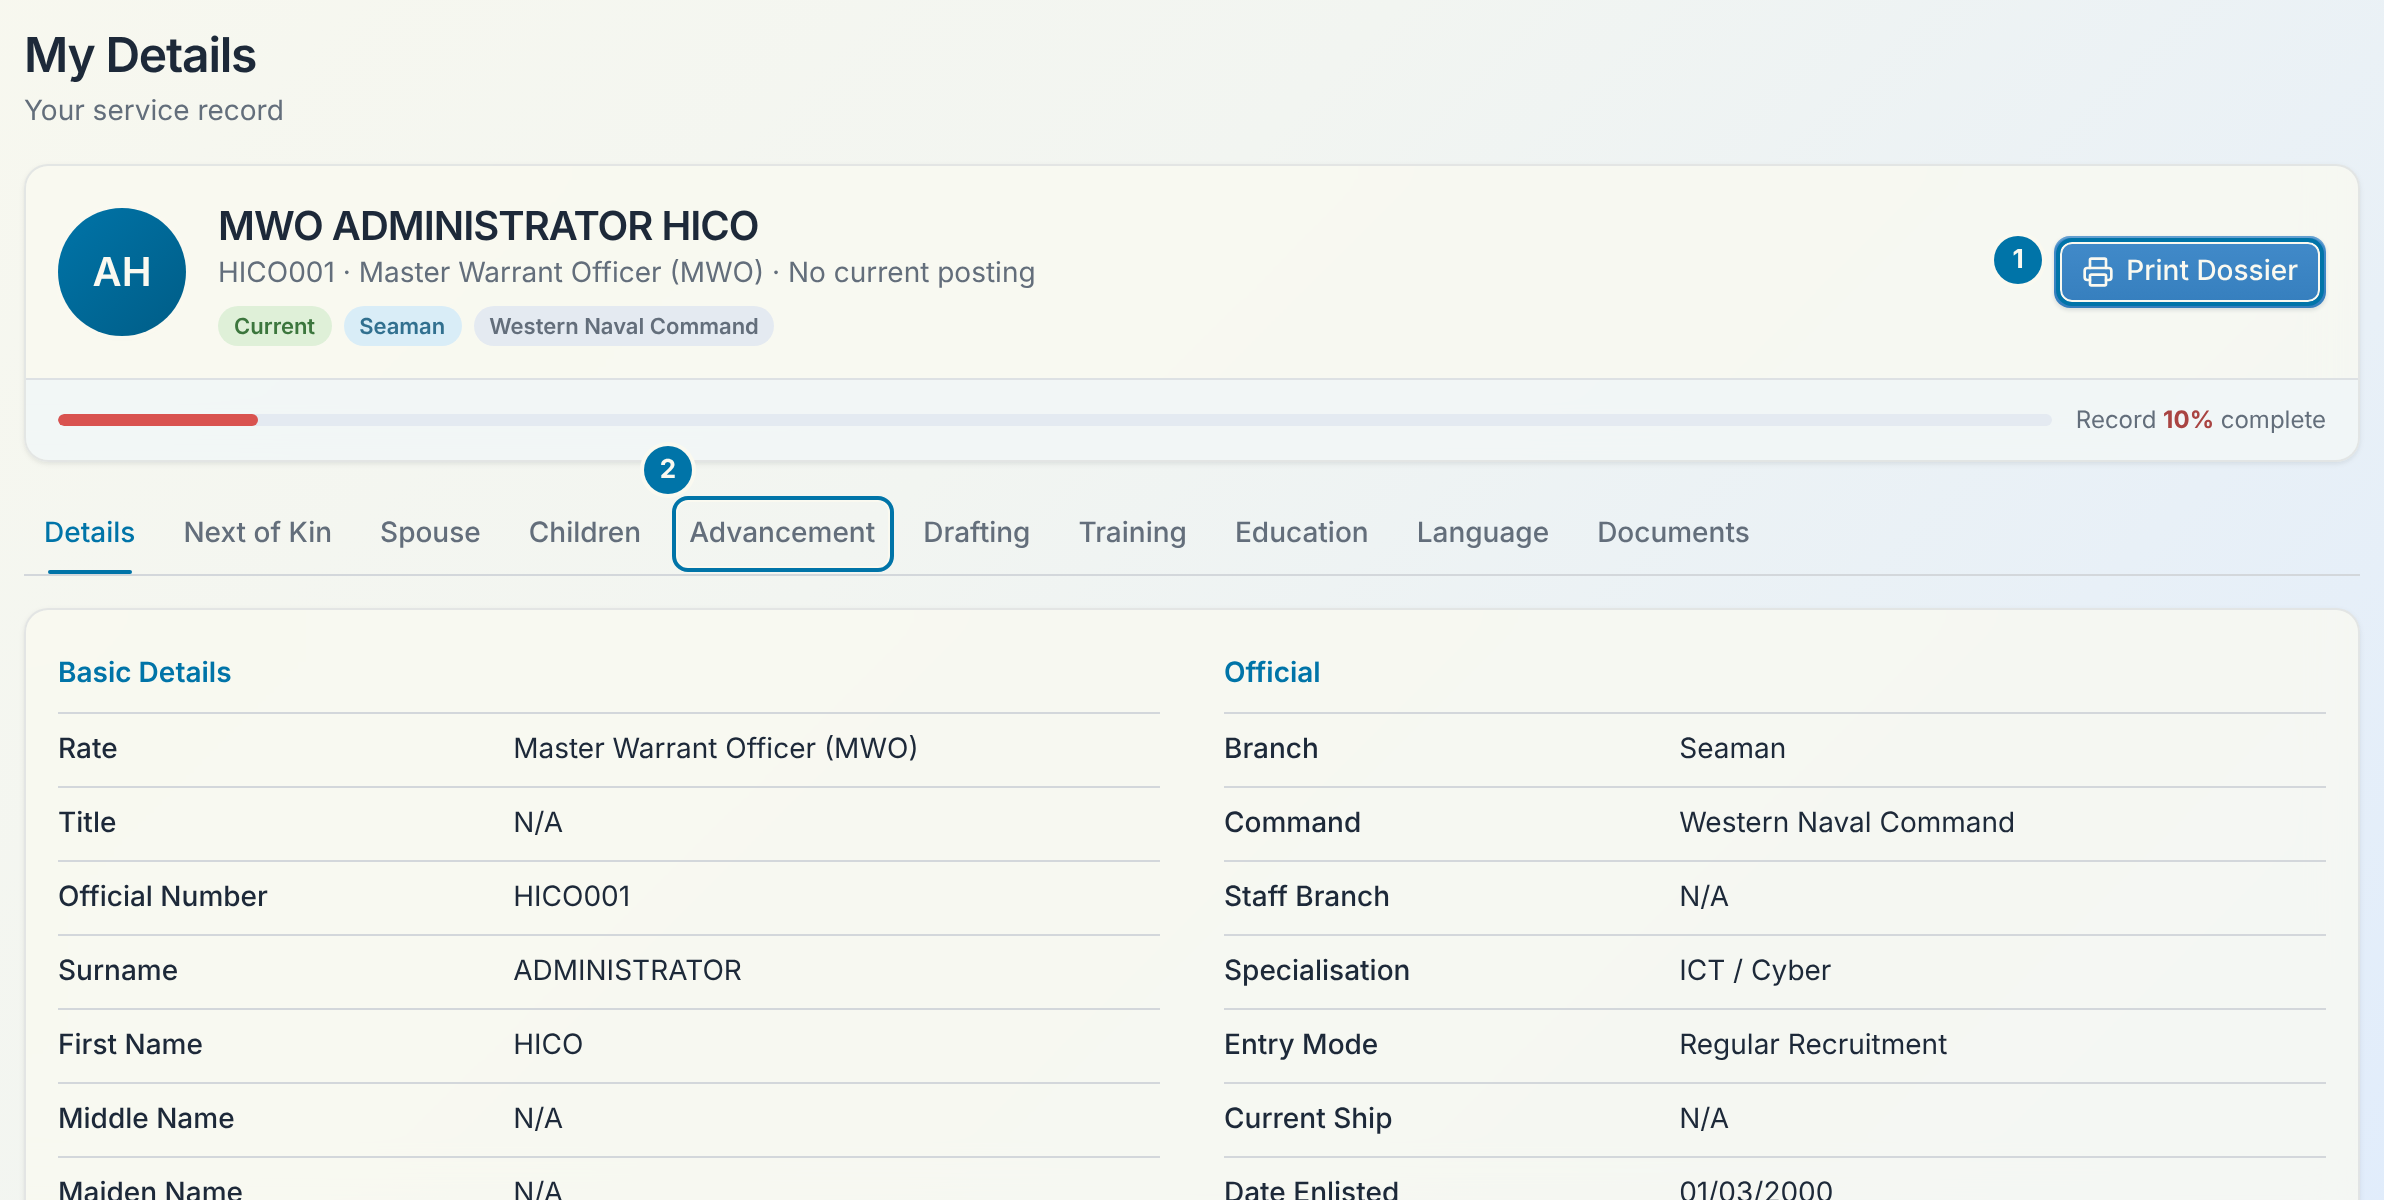 My Details
Your service record
AH
MWO ADMINISTRATOR HICO
HICO001 · Master Warrant Officer (MWO) · No current posting
Current
Seaman
Western Naval Command
1
Print Dossier
Record 10% complete
2
Details
Next of Kin
Spouse
Children
Advancement
Drafting
Training
Education
Language
Documents
Basic Details
Rate Master Warrant Officer (MWO)
Title N/A
Official Number HICO001
Surname ADMINISTRATOR
First Name HICO
Middle Name N/A
Maiden Name N/A
Official
Branch Seaman
Command Western Naval Command
Staff Branch N/A
Specialisation ICT / Cyber
Entry Mode Regular Recruitment
Current Ship N/A
Date Enlisted 01/03/2000